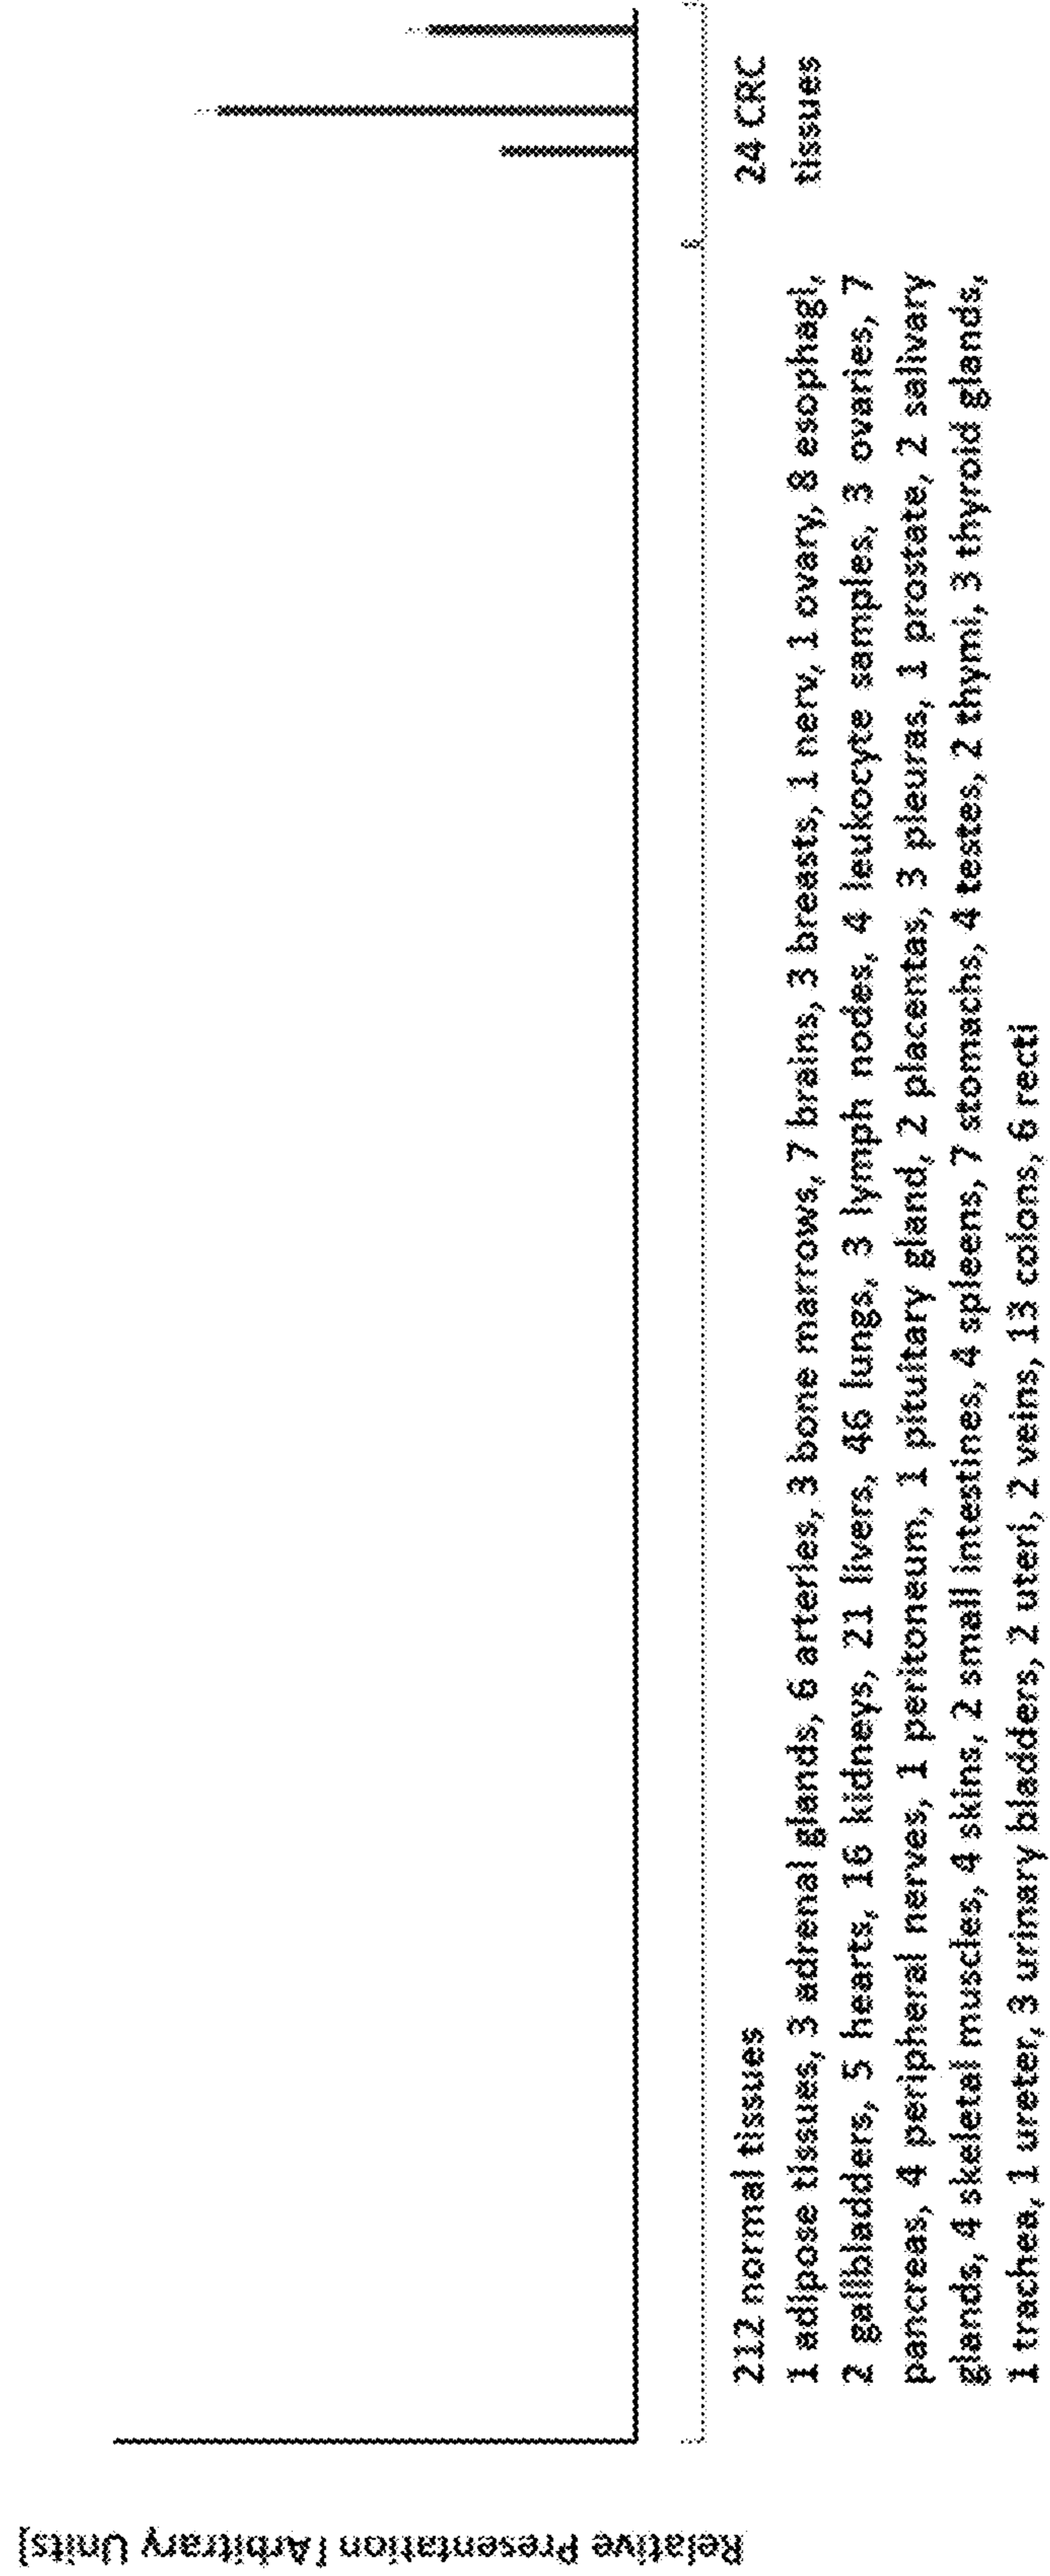 Relative Presentation [Arbitrary Units]
212 normal tissues
24 CRC
tissues
1 adipose tissues, 3 adrenal glands, 6 arteries, 3 bone marrows, 7 brains, 3 breasts, 1 nerv, 1 ovary, 8 esophagi,
2 gallbladders, 5 hearts, 16 kidneys, 21 livers, 46 lungs, 3 lymph nodes, 4 leukocyte samples, 3 ovaries, 7
pancreas, 4 peripheral nerves, 1 peritoneum, 1 pituitary gland, 2 placentas, 3 pleuras, 1 prostate, 2 salivary
glands, 4 skeletal muscles, 4 skins, 2 small intestines, 4 spleens, 7 stomachs, 4 testes, 2 thymi, 3 thyroid glands,
1 trachea, 1 ureter, 3 urinary bladders, 2 uteri, 2 veins, 13 colons, 6 recti